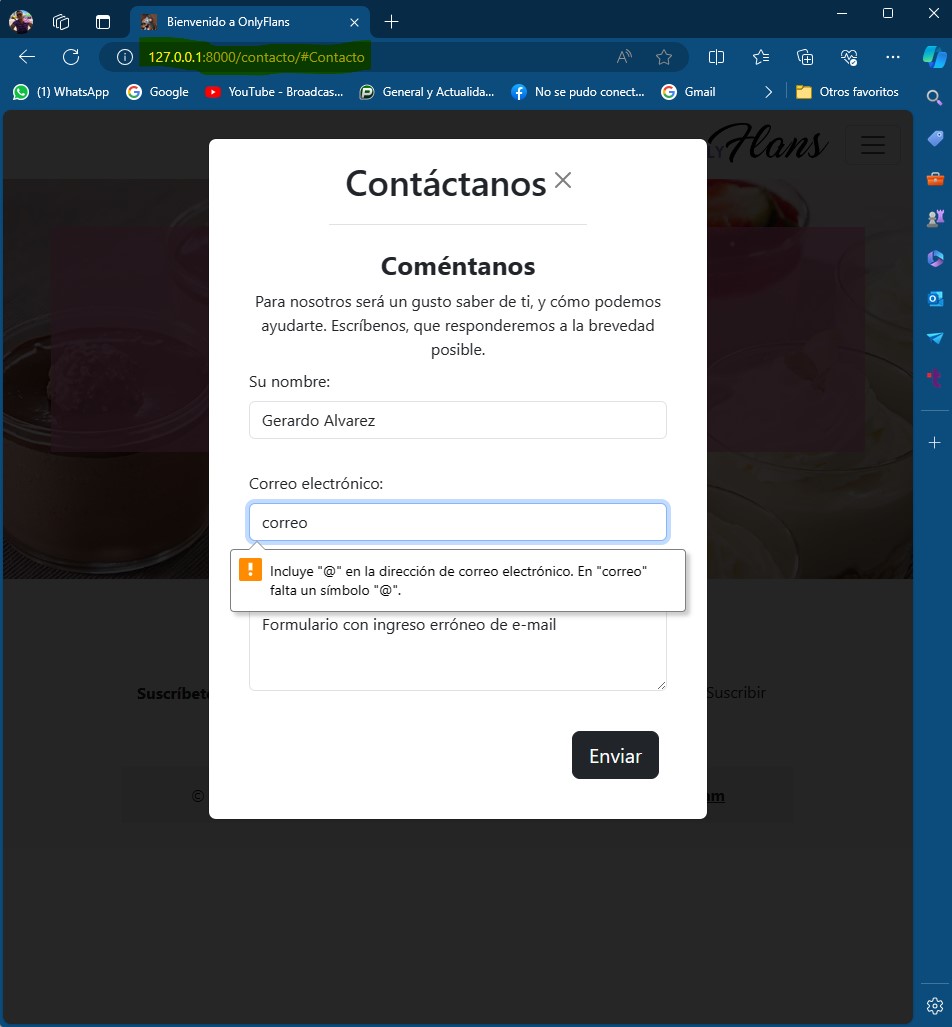 Bienvenido a OnlyFlans
127.0.0.1:8000/contacto/#Contacto
(1) WhatsApp
Google
YouTube - Broadcas...
General y Actualida...
No se pudo conect...
Gmail
Otros favoritos
LY Flans
Contáctanos
Coméntanos
Para nosotros será un gusto saber de ti, y cómo podemos
ayudarte. Escríbenos, que responderemos a la brevedad
posible.
Su nombre:
Gerardo Alvarez
Correo electrónico:
correo
Incluye "@" en la dirección de correo electrónico. En "correo"
falta un símbolo "@".
Formulario con ingreso erróneo de e-mail
Suscríbete
Suscribir
Enviar
©